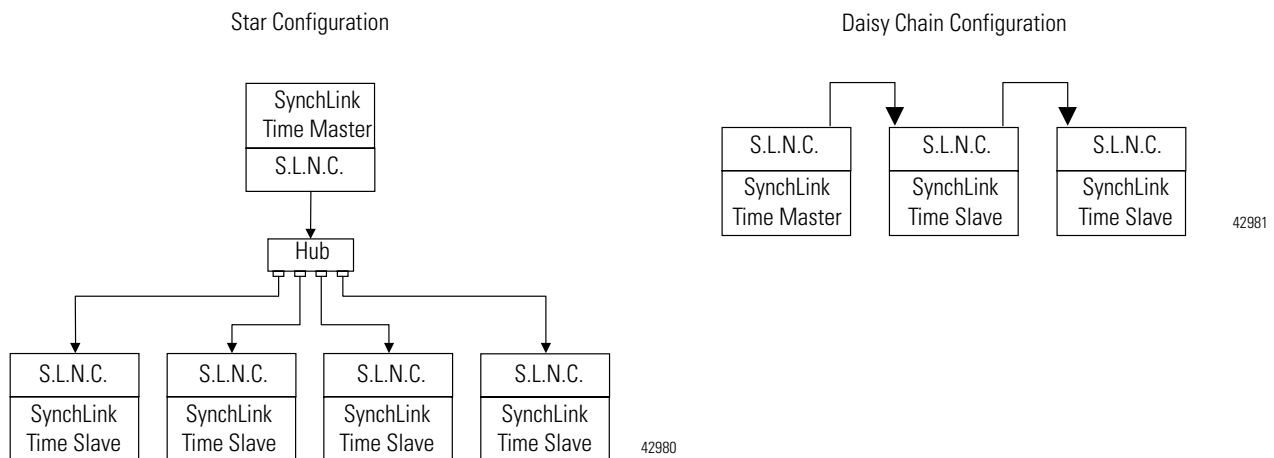 Star Configuration
SynchLink
Time Master
S.L.N.C.
Hub
S.L.N.C.
SynchLink
Time Slave
S.L.N.C.
SynchLink
Time Slave
S.L.N.C.
SynchLink
Time Slave
S.L.N.C.
SynchLink
Time Slave
42980
Daisy Chain Configuration
S.L.N.C.
SynchLink
Time Master
S.L.N.C.
SynchLink
Time Slave
S.L.N.C.
SynchLink
Time Slave
42981